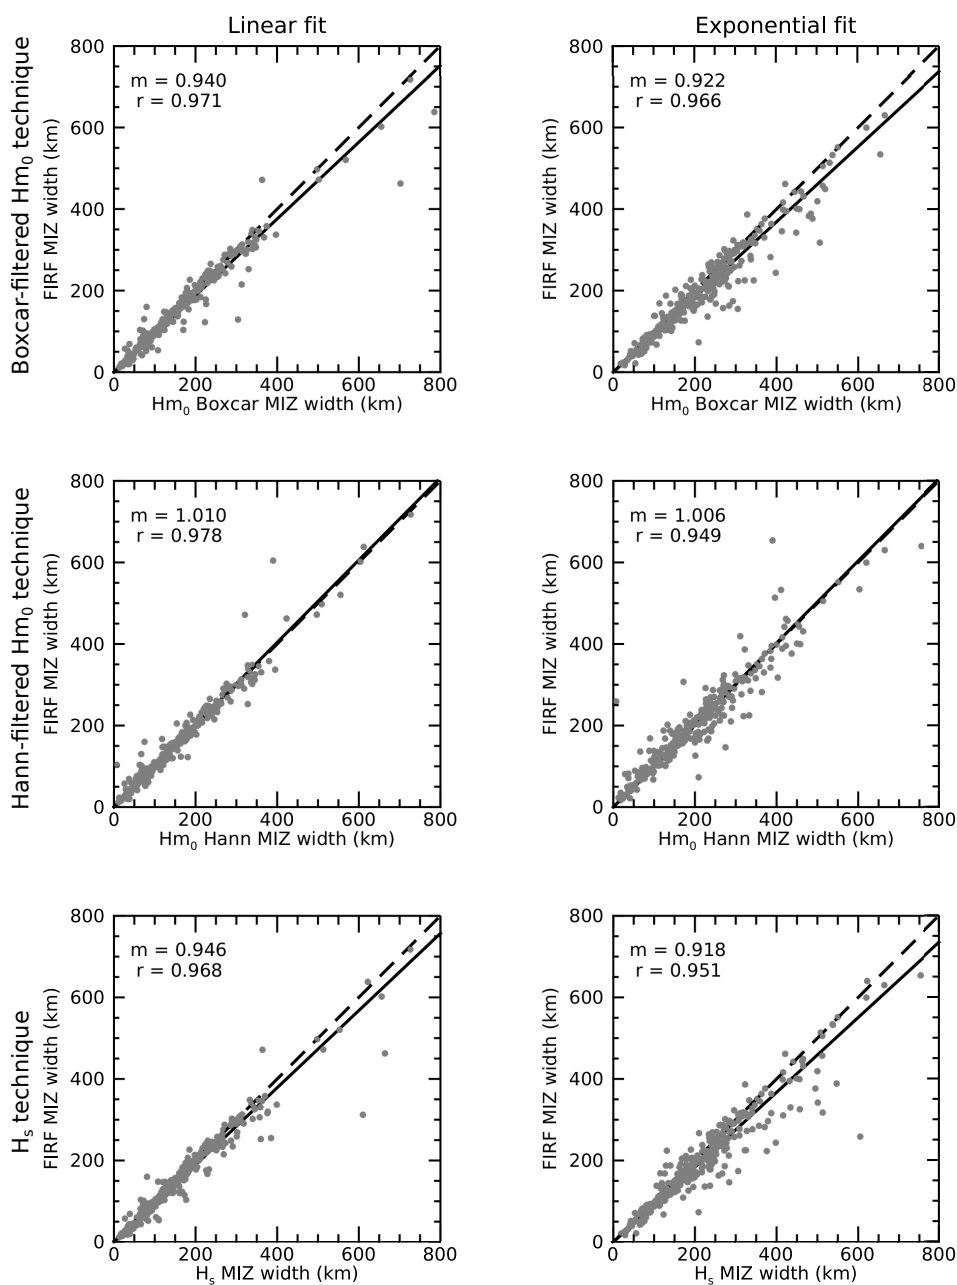 Linear fit
Exponential fit
Boxcar-filtered Hm0 technique
FIRF MIZ width (km)
800
600
400
200
0
m = 0.940
r = 0.971
0 200 400 600 800
Hm0 Boxcar MIZ width (km)
FIRF MIZ width (km)
800
600
400
200
0
m = 0.922
r = 0.966
0 200 400 600 800
Hm0 Boxcar MIZ width (km)
Hann-filtered Hm0 technique
FIRF MIZ width (km)
800
600
400
200
0
m = 1.010
r = 0.978
0 200 400 600 800
Hm0 Hann MIZ width (km)
FIRF MIZ width (km)
800
600
400
200
0
m = 1.006
r = 0.949
0 200 400 600 800
Hm0 Hann MIZ width (km)
Hs technique
FIRF MIZ width (km)
800
600
400
200
0
m = 0.946
r = 0.968
0 200 400 600 800
Hs MIZ width (km)
FIRF MIZ width (km)
800
600
400
200
0
m = 0.918
r = 0.951
0 200 400 600 800
Hs MIZ width (km)